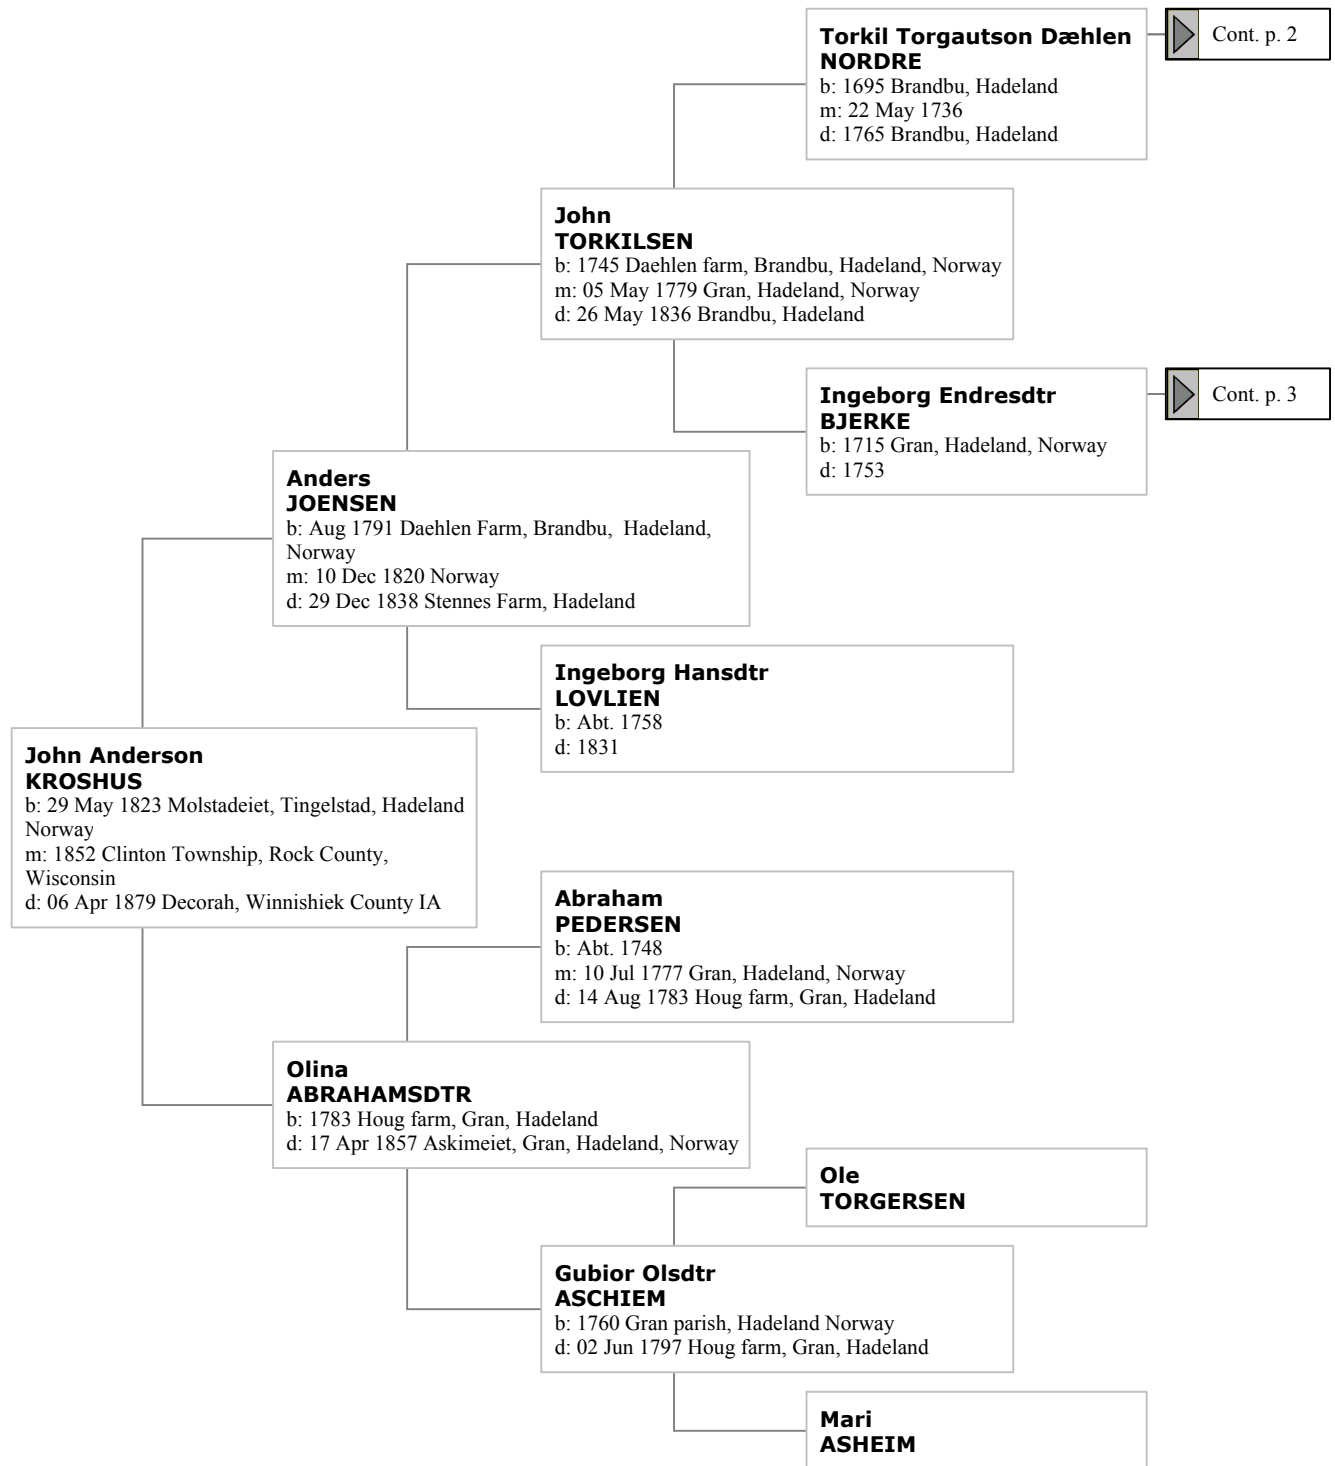 Torkil Torgautson Dæhlen
NORDRE
b: 1695 Brandbu, Hadeland
m: 22 May 1736
d: 1765 Brandbu, Hadeland
Cont. p. 2
John
TORKILSEN
b: 1745 Daehlen farm, Brandbu, Hadeland, Norway
m: 05 May 1779 Gran, Hadeland, Norway
d: 26 May 1836 Brandbu, Hadeland
Ingeborg Endresdtr
BJERKE
b: 1715 Gran, Hadeland, Norway
d: 1753
Cont. p. 3
Anders
JOENSEN
b: Aug 1791 Daehlen Farm, Brandbu,  Hadeland,
Norway
m: 10 Dec 1820 Norway
d: 29 Dec 1838 Stennes Farm, Hadeland
Ingeborg Hansdtr
LOVLIEN
b: Abt. 1758
d: 1831
John Anderson
KROSHUS
b: 29 May 1823 Molstadeiet, Tingelstad, Hadeland
Norway
m: 1852 Clinton Township, Rock County,
Wisconsin
d: 06 Apr 1879 Decorah, Winnishiek County IA
Abraham
PEDERSEN
b: Abt. 1748
m: 10 Jul 1777 Gran, Hadeland, Norway
d: 14 Aug 1783 Houg farm, Gran, Hadeland
Olina
ABRAHAMSDTR
b: 1783 Houg farm, Gran, Hadeland
d: 17 Apr 1857 Askimeiet, Gran, Hadeland, Norway
Ole
TORGERSEN
Gubior Olsdtr
ASCHIEM
b: 1760 Gran parish, Hadeland Norway
d: 02 Jun 1797 Houg farm, Gran, Hadeland
Mari
ASHEIM